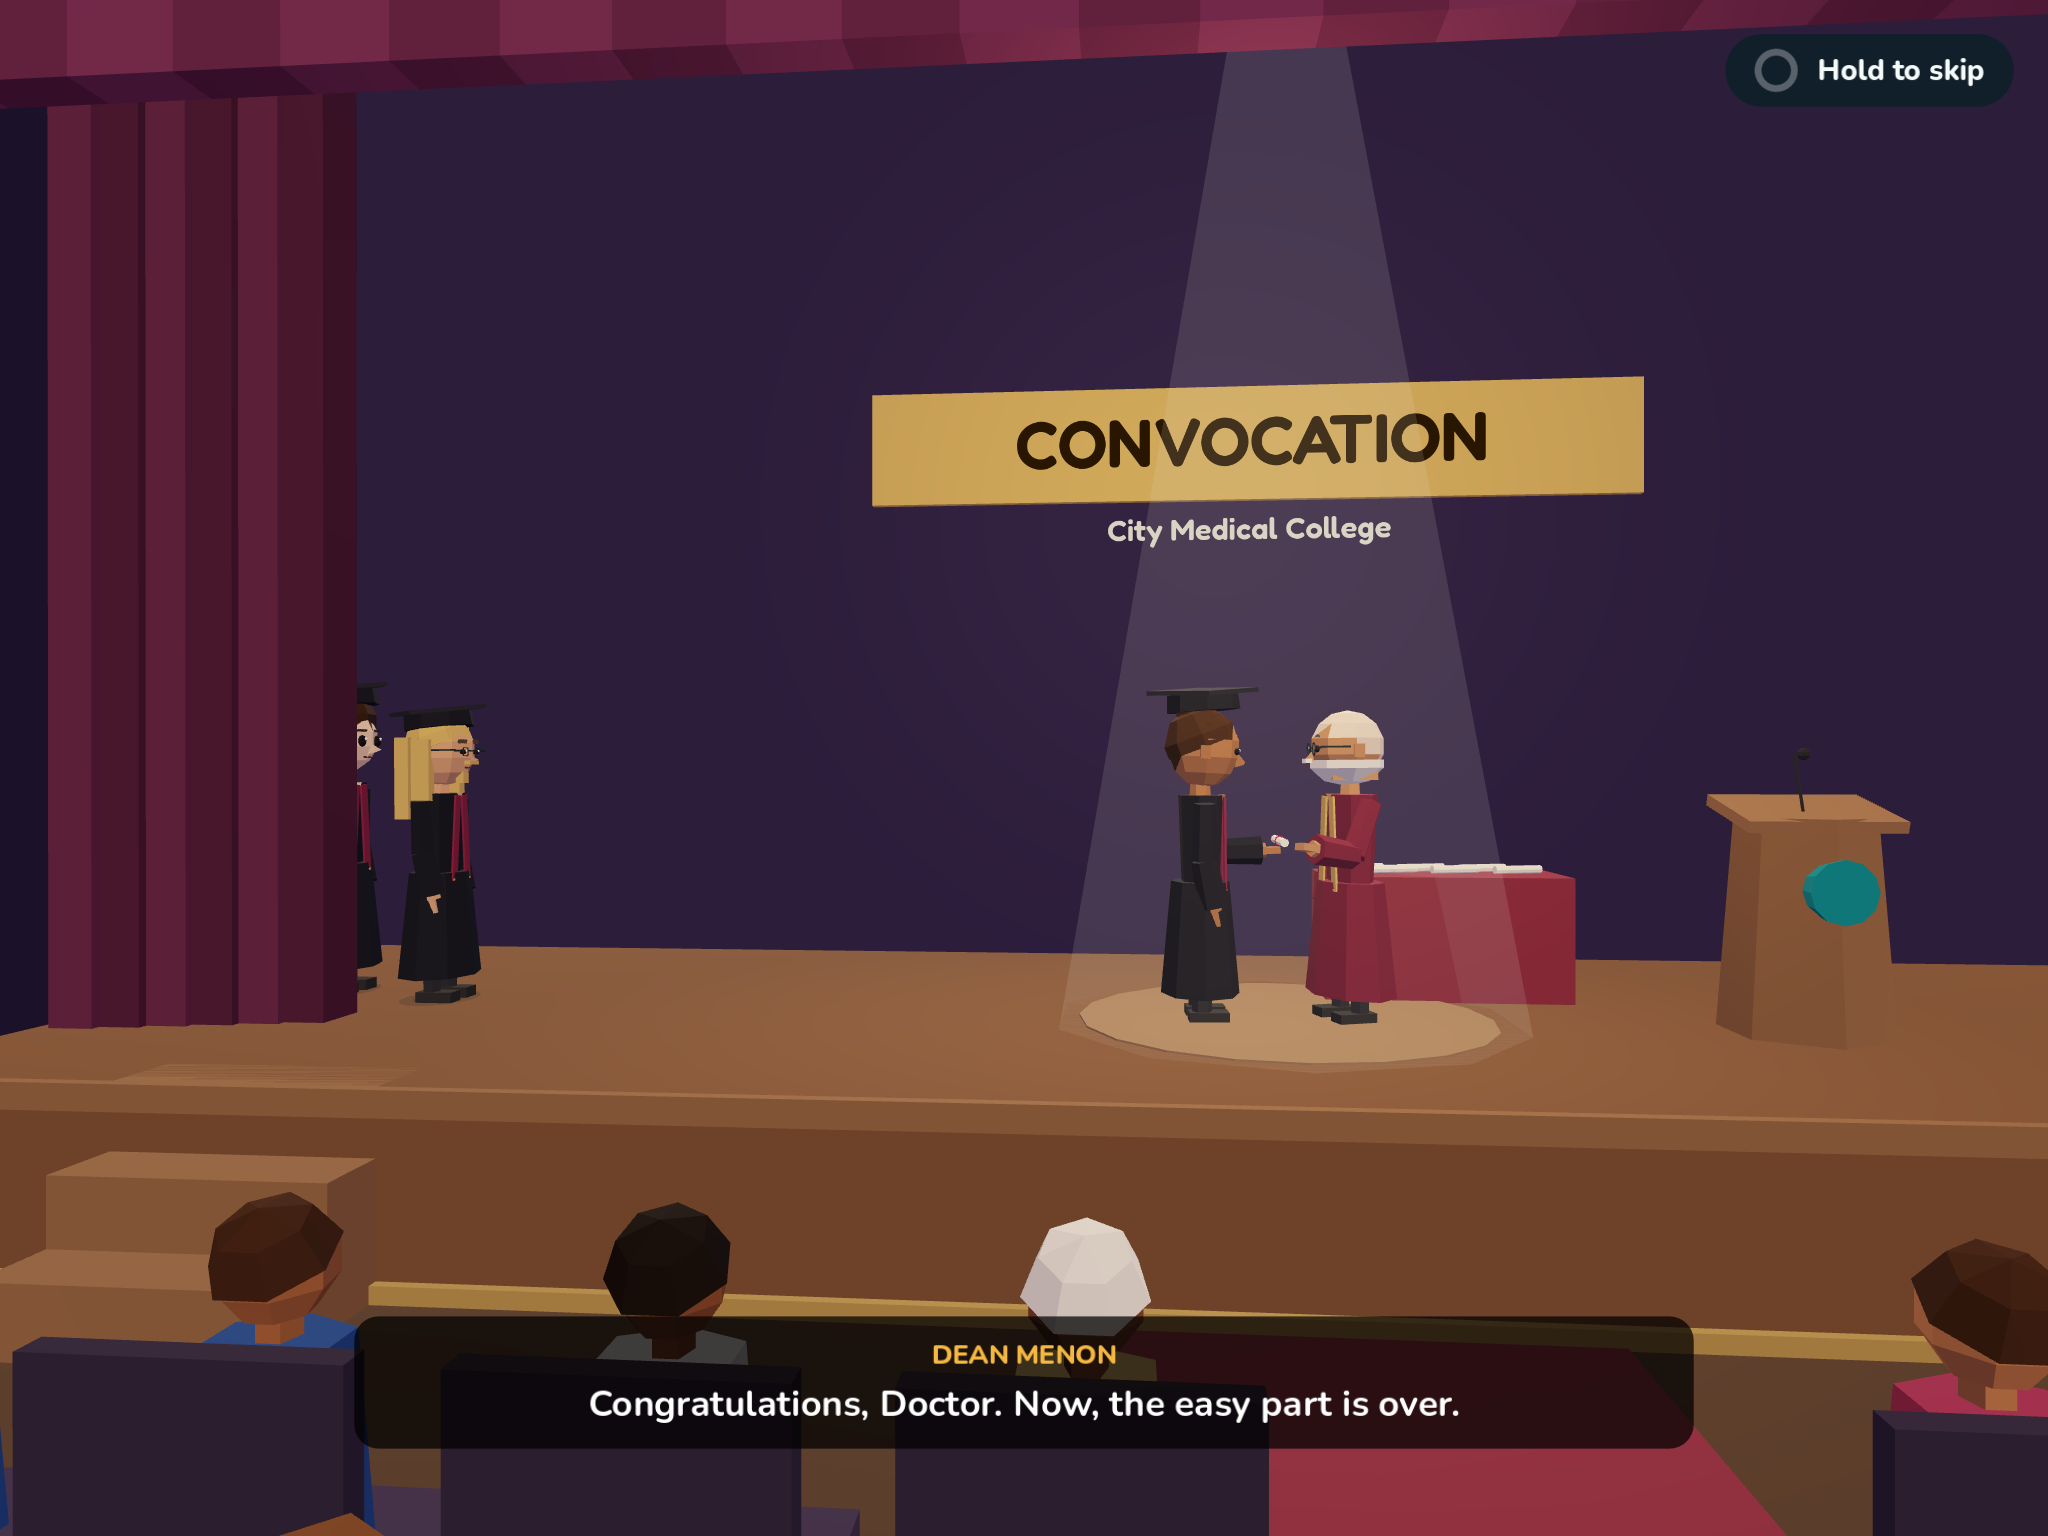 Hold to skip
CONVOCATION
City Medical College
DEAN MENON
Congratulations, Doctor. Now, the easy part is over.